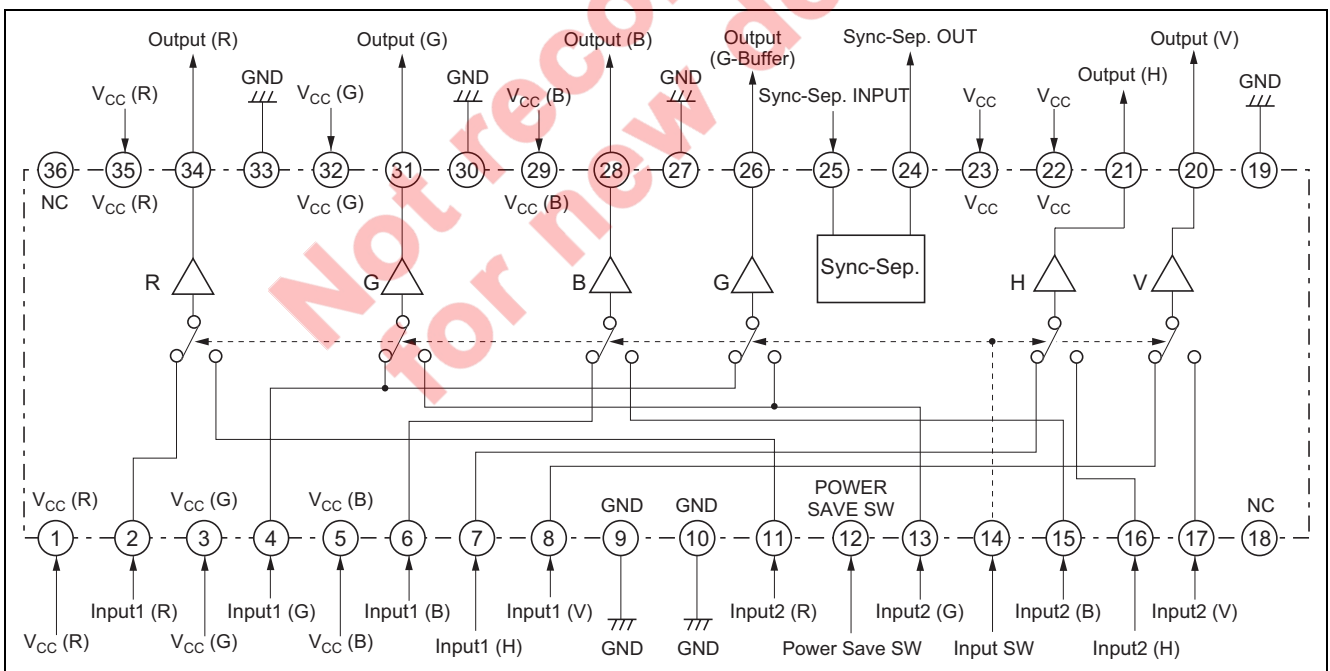 Output (R)
Output (G)
Output (B)
Output
(G-Buffer)
Sync-Sep. OUT
Output (V)
VCC (R)
GND
VCC (G)
GND
VCC (B)
GND
Sync-Sep. INPUT
VCC
VCC
Output (H)
GND
36 35 34 33 32 31 30 29 28 27 26 25 24 23 22 21 20 19
NC
VCC (R)
VCC (G)
VCC (B)
VCC
VCC
R
G
B
G
Sync-Sep.
H
V
Not
for new
VCC (R)
VCC (G)
VCC (B)
GND
GND
POWER
SAVE SW
NC
1 2 3 4 5 6 7 8 9 10 11 12 13 14 15 16 17 18
Input1 (R)
Input1 (G)
Input1 (B)
Input1 (V)
Input2 (R)
Input2 (G)
Input2 (B)
Input2 (V)
VCC (R)
VCC (G)
VCC (B)
Input1 (H)
GND
GND
Power Save SW
Input SW
Input2 (H)